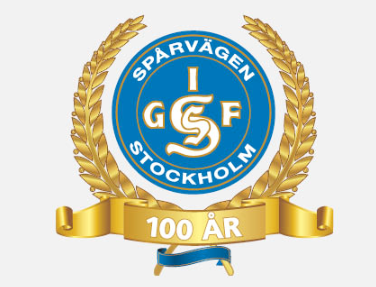 SPÅRVÄGEN
I
G S F
STOCKHOLM
100 ÅR